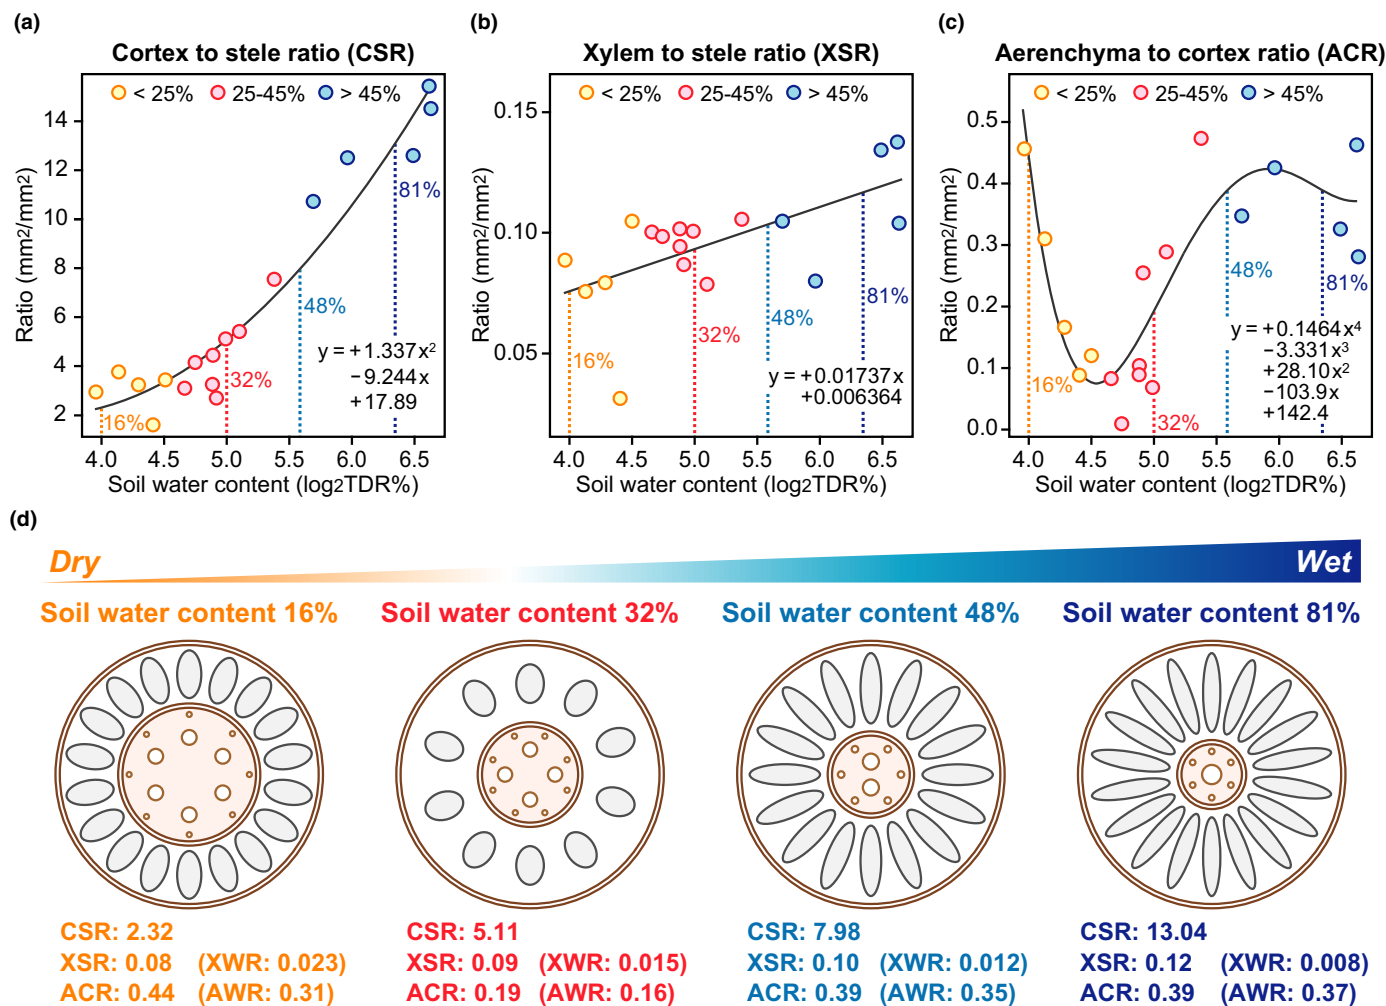 (a)
Cortex to stele ratio (CSR)
< 25% 25-45% > 45%
Ratio (mm2/mm2)
14
12
10
8
6
4
2
81%
48%
32%
16%
y = +1.337x2
−9.244x
+17.89
4.0 4.5 5.0 5.5 6.0 6.5
Soil water content (log2TDR%)
(b)
Xylem to stele ratio (XSR)
< 25% 25-45% > 45%
Ratio (mm2/mm2)
0.15
0.10
0.05
81%
48%
32%
16%
y = +0.01737x
+0.006364
4.0 4.5 5.0 5.5 6.0 6.5
Soil water content (log2TDR%)
(c)
Aerenchyma to cortex ratio (ACR)
< 25% 25-45% > 45%
Ratio (mm2/mm2)
0.5
0.4
0.3
0.2
0.1
0.0
48%
81%
16%
32%
y = +0.1464x4
−3.331x3
+28.10x2
−103.9x
+142.4
4.0 4.5 5.0 5.5 6.0 6.5
Soil water content (log2TDR%)
(d)
Dry Wet
Soil water content 16%
Soil water content 32%
Soil water content 48%
Soil water content 81%
CSR: 2.32
XSR: 0.08 (XWR: 0.023)
ACR: 0.44 (AWR: 0.31)
CSR: 5.11
XSR: 0.09 (XWR: 0.015)
ACR: 0.19 (AWR: 0.16)
CSR: 7.98
XSR: 0.10 (XWR: 0.012)
ACR: 0.39 (AWR: 0.35)
CSR: 13.04
XSR: 0.12 (XWR: 0.008)
ACR: 0.39 (AWR: 0.37)